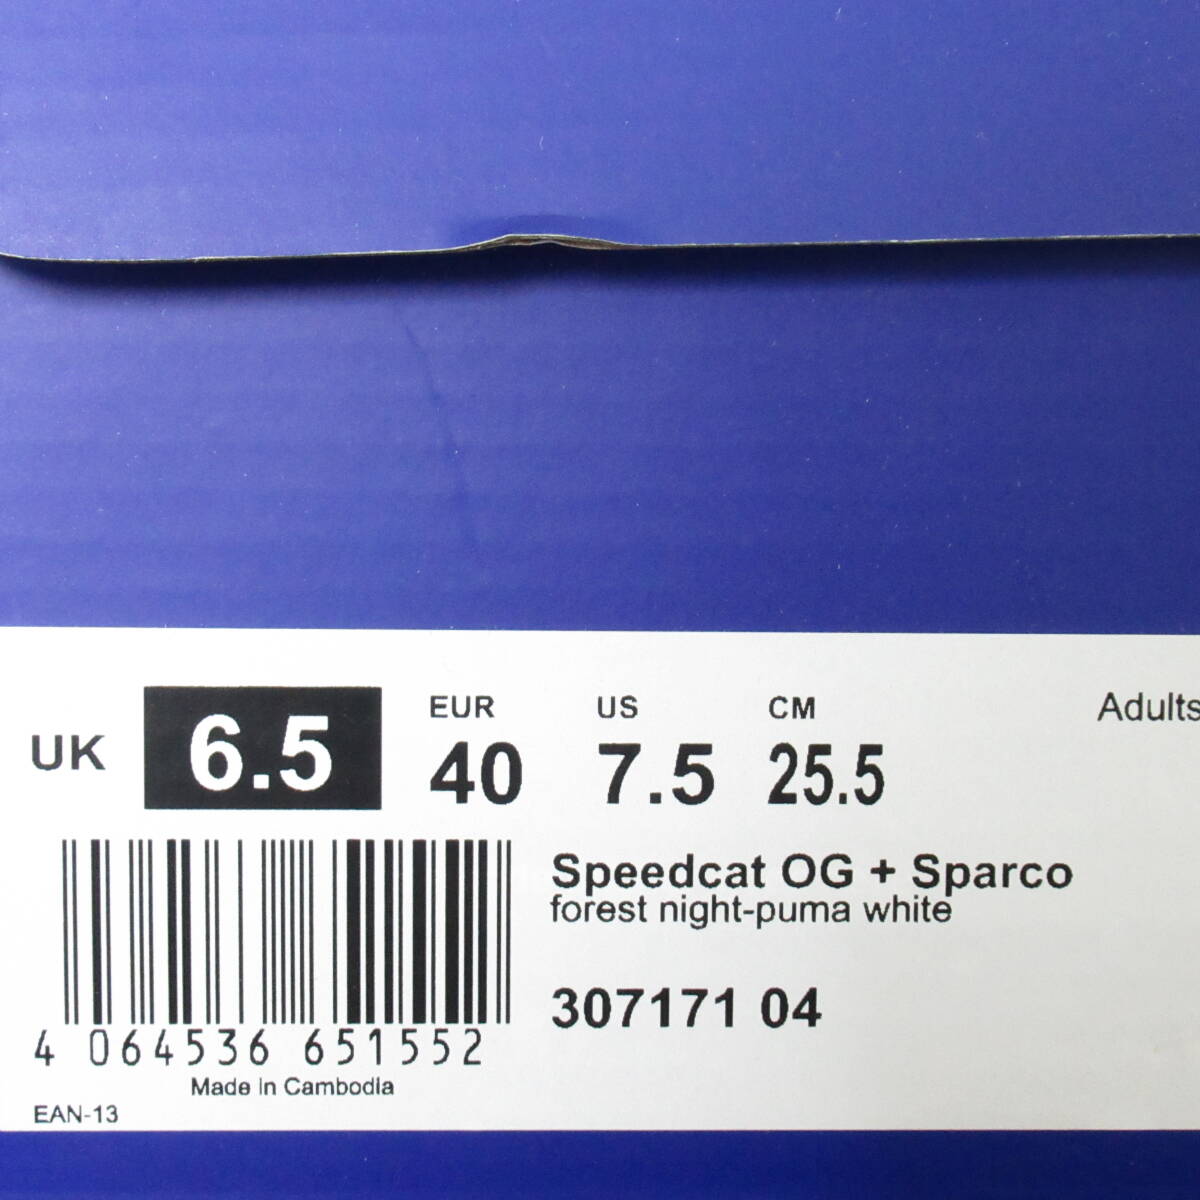 UK 6.5
EUR US CM
40 7.5 25.5
Adults
Speedcat OG + Sparco
forest night-puma white
307171 04
4 064536 651552
Made in Cambodia
EAN-13